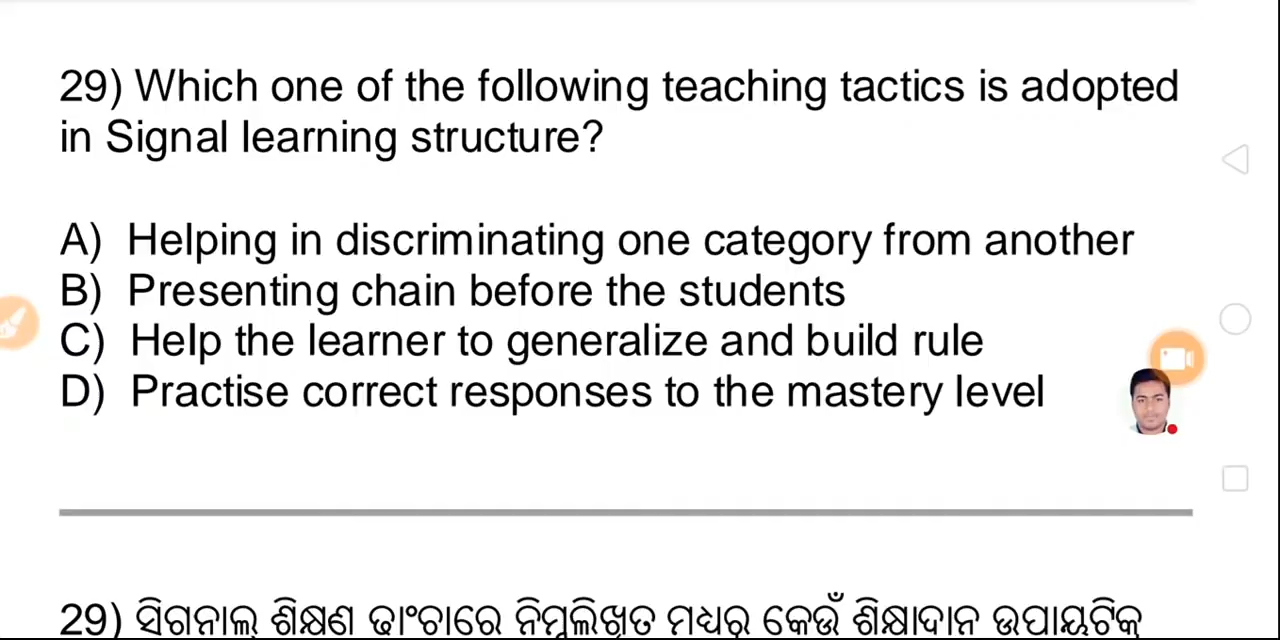 29) Which one of the following teaching tactics is adopted
in Signal learning structure?
A) Helping in discriminating one category from another
B) Presenting chain before the students
C) Help the learner to generalize and build rule
D) Practise correct responses to the mastery level
29) ସିଗନାଲ୍ ଶିକ୍ଷଣ ଢାଂଚାରେ ନିମ୍ନଲିଖିତ ମଧ୍ୟରୁ କେଉଁ ଶିକ୍ଷାଦାନ ଉପାୟଟିକୁ